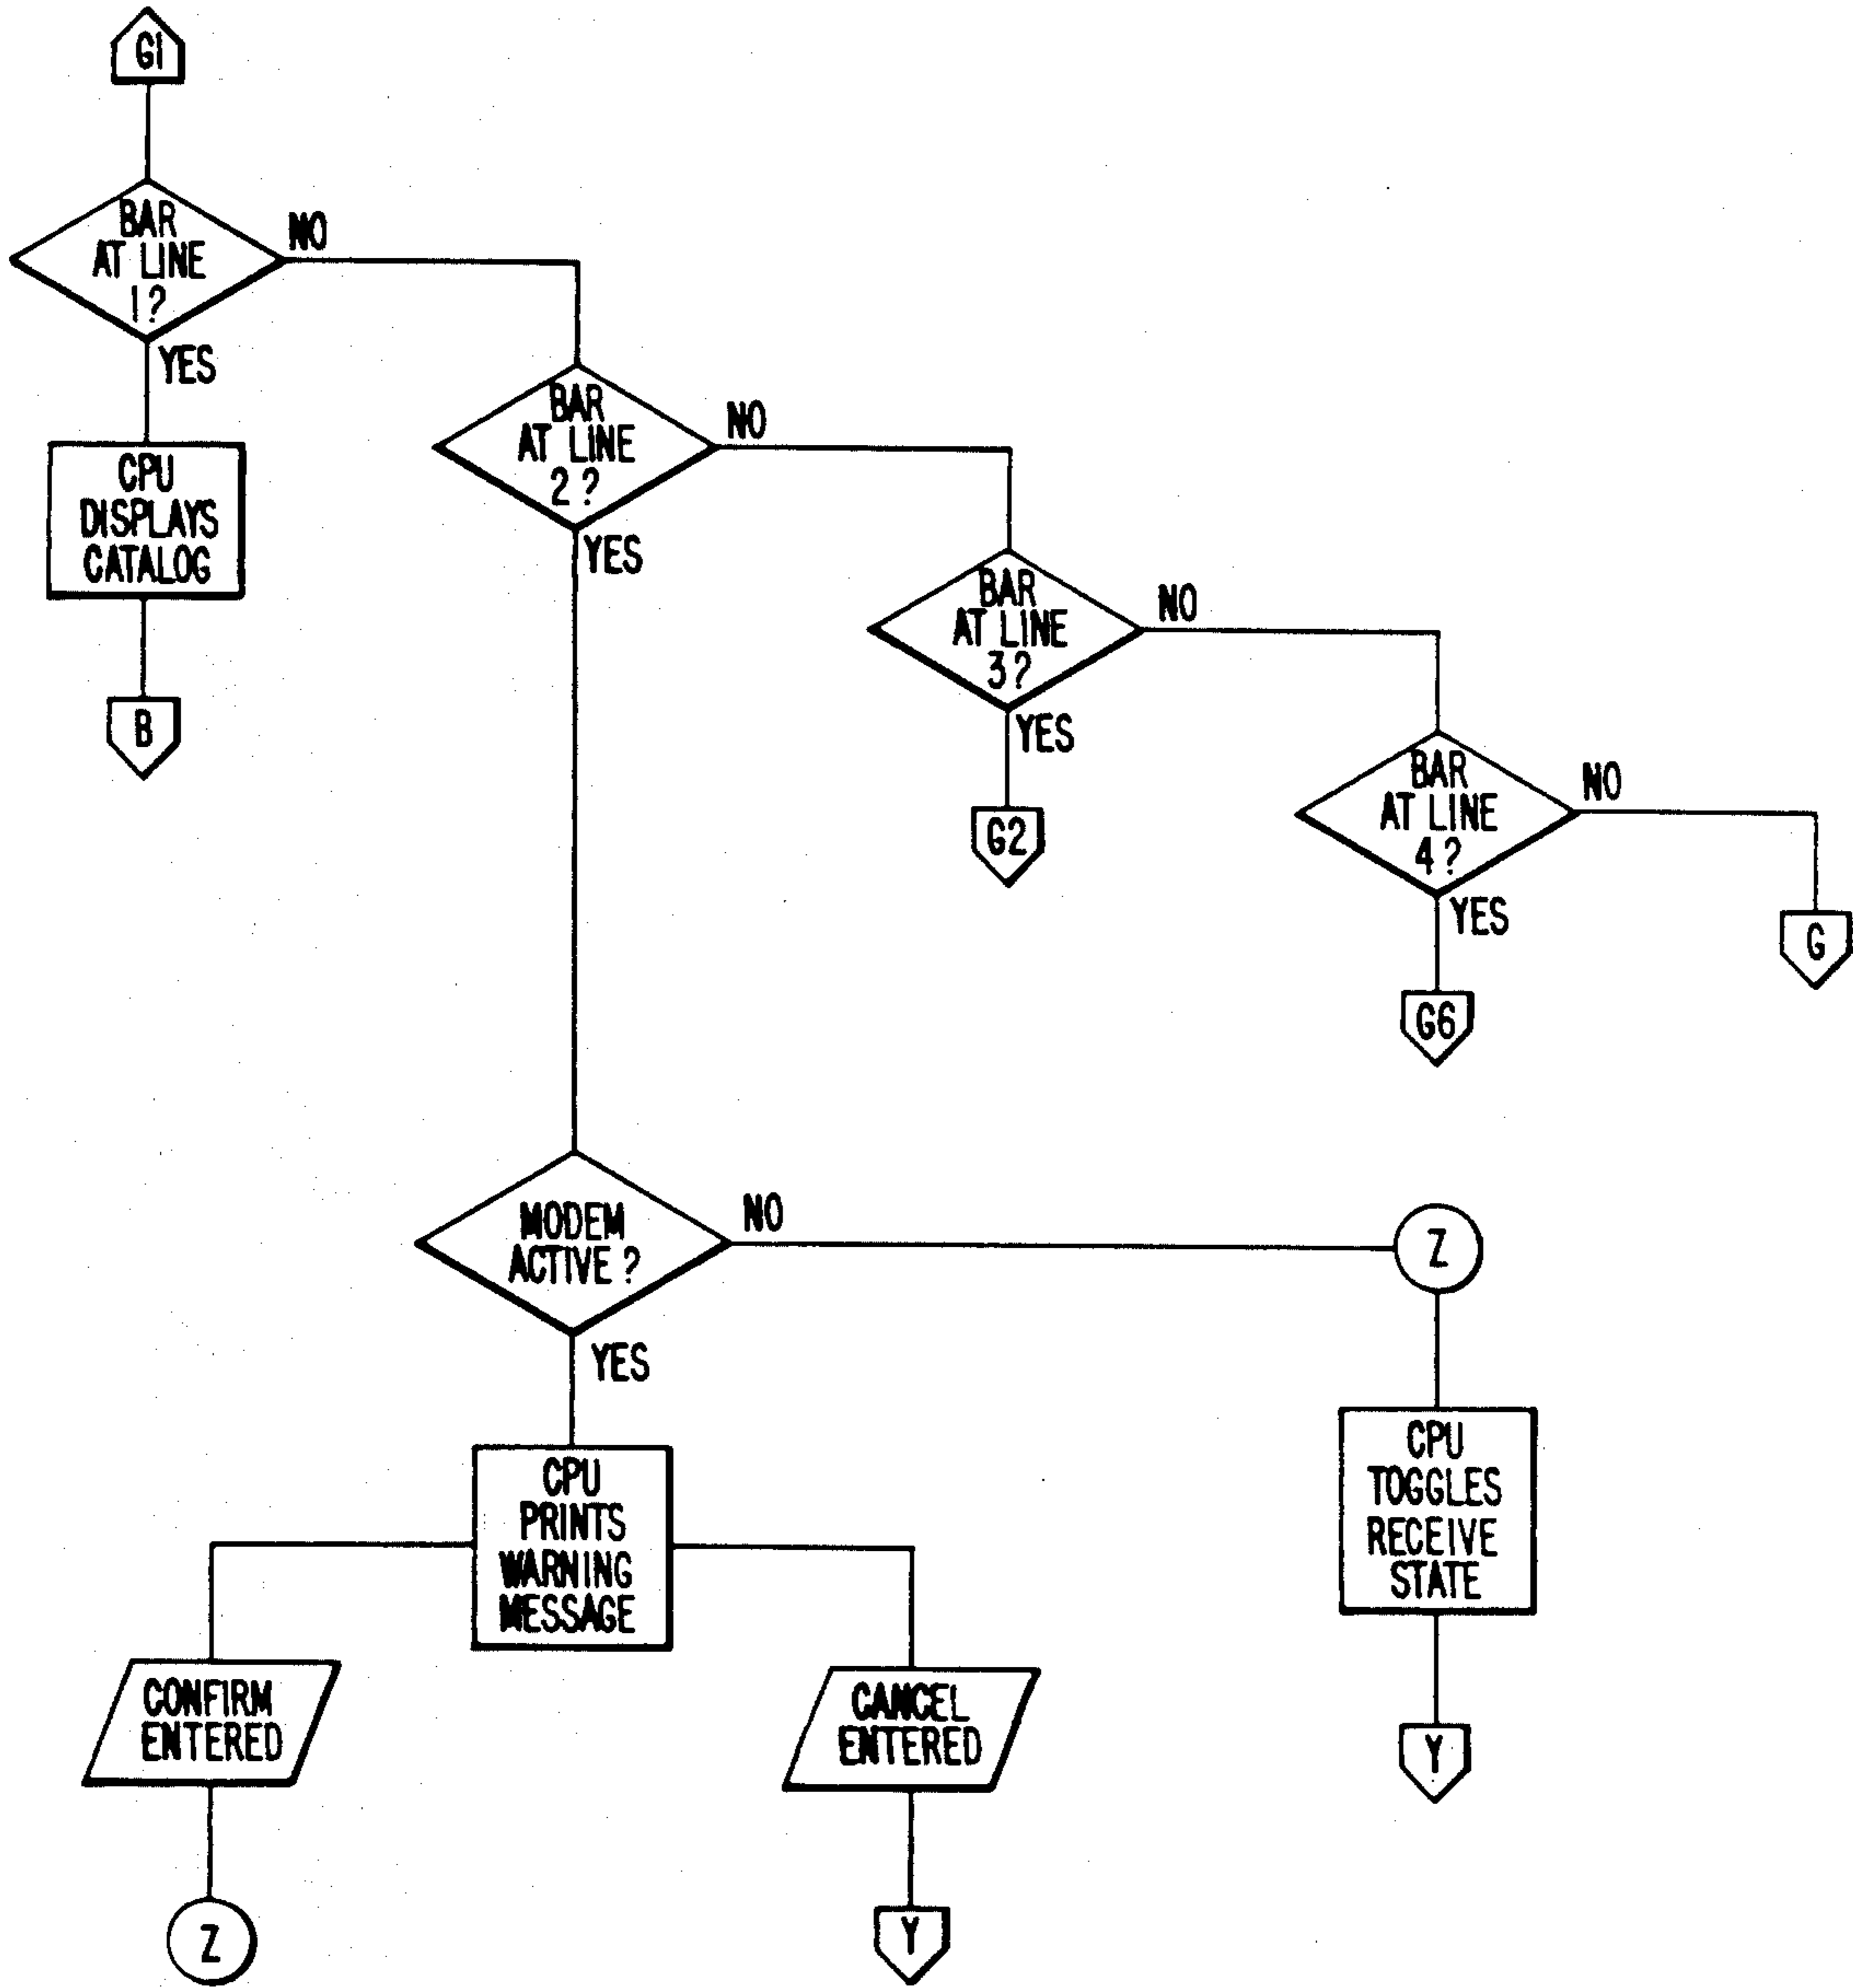 G1
BAR
AT LINE
1?
NO
YES
CPU
DISPLAYS
CATALOG
B
BAR
AT LINE
2?
NO
YES
BAR
AT LINE
3?
NO
YES
G2
BAR
AT LINE
4?
NO
YES
G6
G
MODEM
ACTIVE?
NO
YES
Z
CPU
TOGGLES
RECEIVE
STATE
Y
CPU
PRINTS
WARNING
MESSAGE
CONFIRM
ENTERED
Z
CANCEL
ENTERED
Y